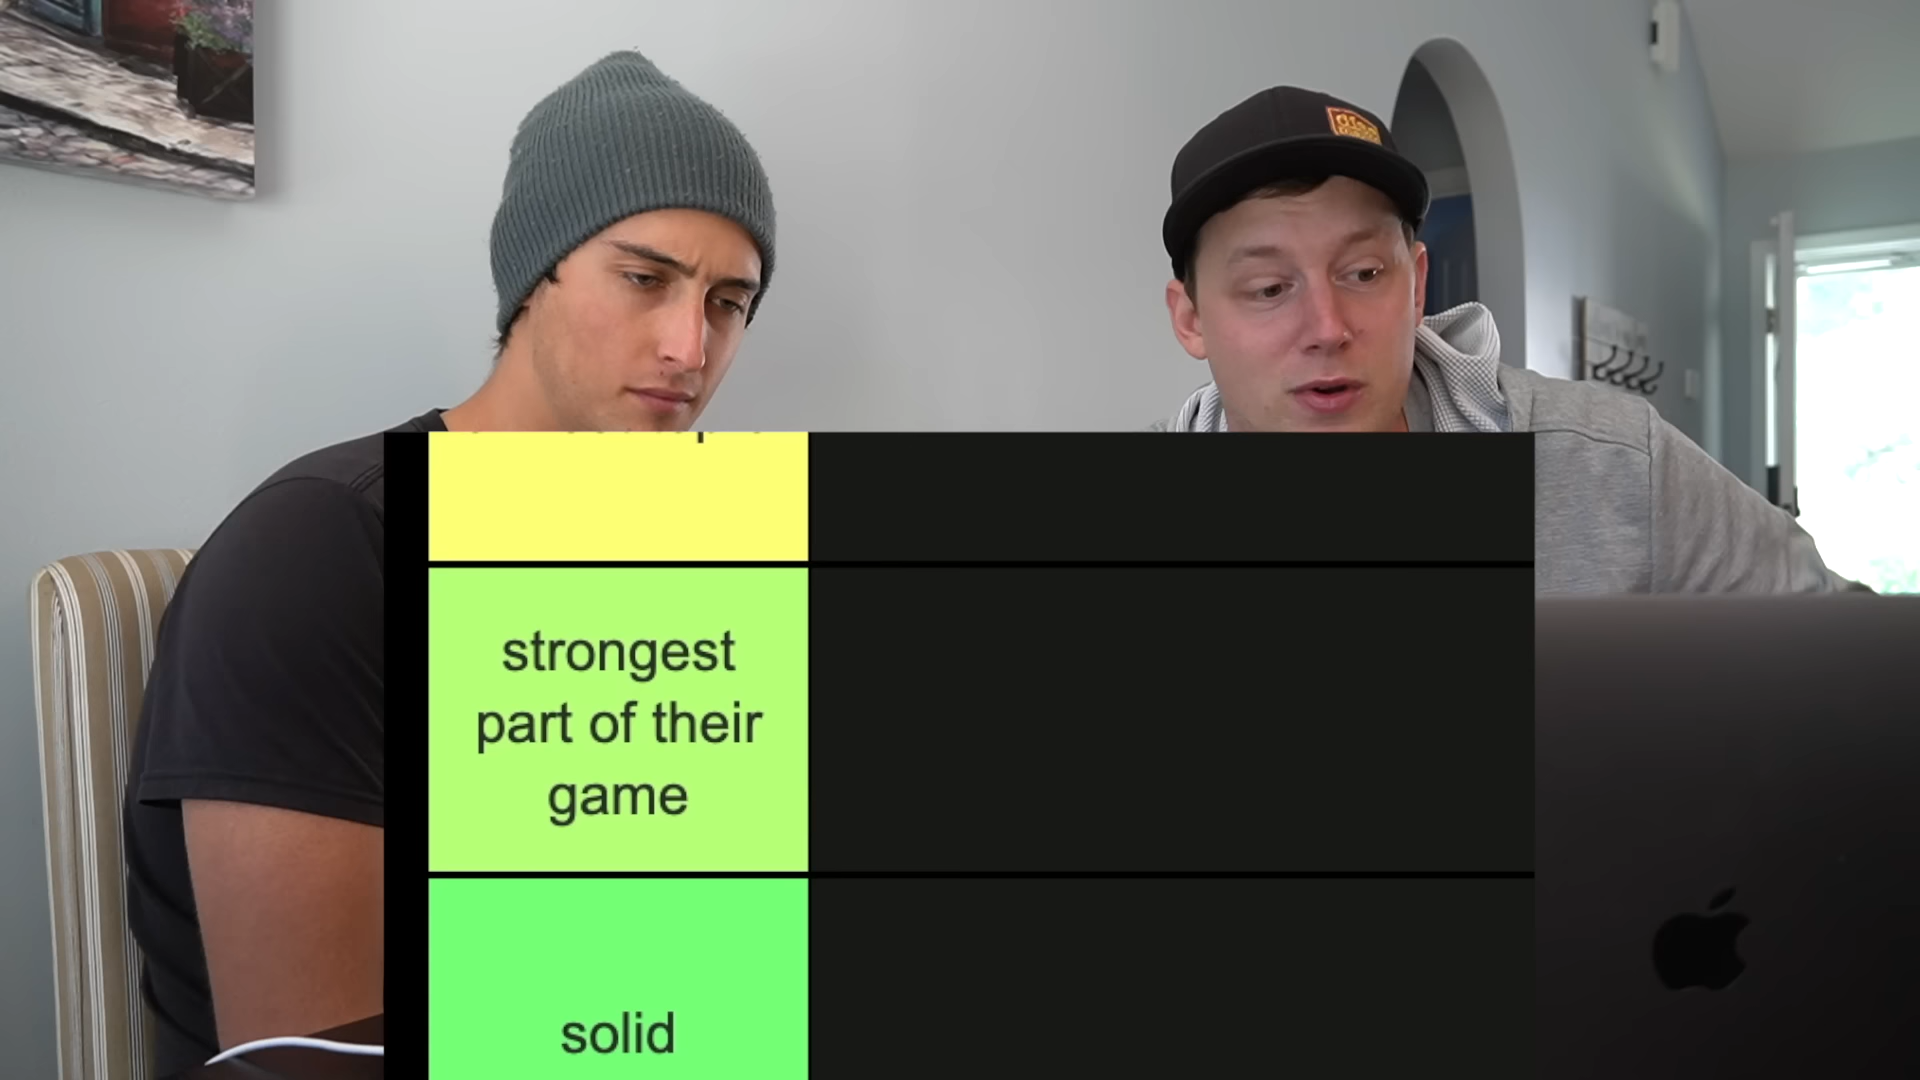 strongest
part of their
game
solid